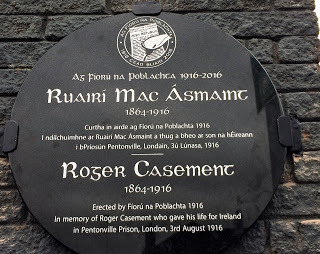 Ag Fíorú na Poblachta 1916-2016
Ruairí Mac Ásmaint
1864-1916
Curtha in airde ag Fíorú na Poblachta 1916
I ndílchuimhne ar Ruairí Mac Ásmaint a thug a bheo ar son na hÉireann
i bPríosún Pentonville, Londain, 3ú Lúnasa, 1916
Roger Casement
1864-1916
Erected by Fíorú na Poblachta 1916
In memory of Roger Casement who gave his life for Ireland
in Pentonville Prison, London, 3rd August 1916